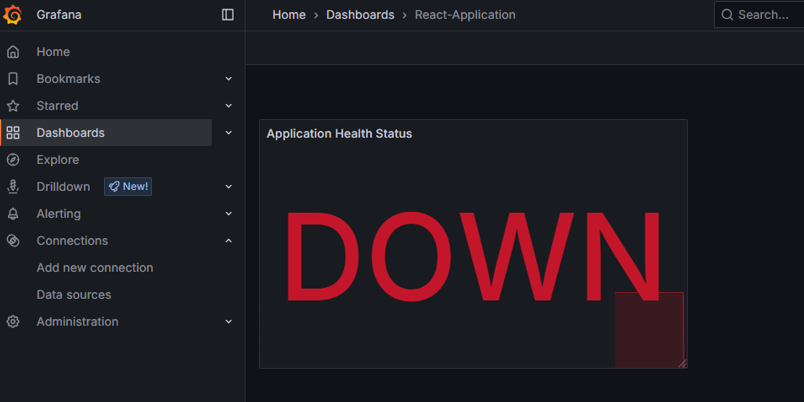 Grafana
Home › Dashboards › React-Application
Search...
Home
Bookmarks
Starred
Dashboards
Explore
Drilldown New!
Alerting
Connections
Add new connection
Data sources
Administration
Application Health Status
DOWN